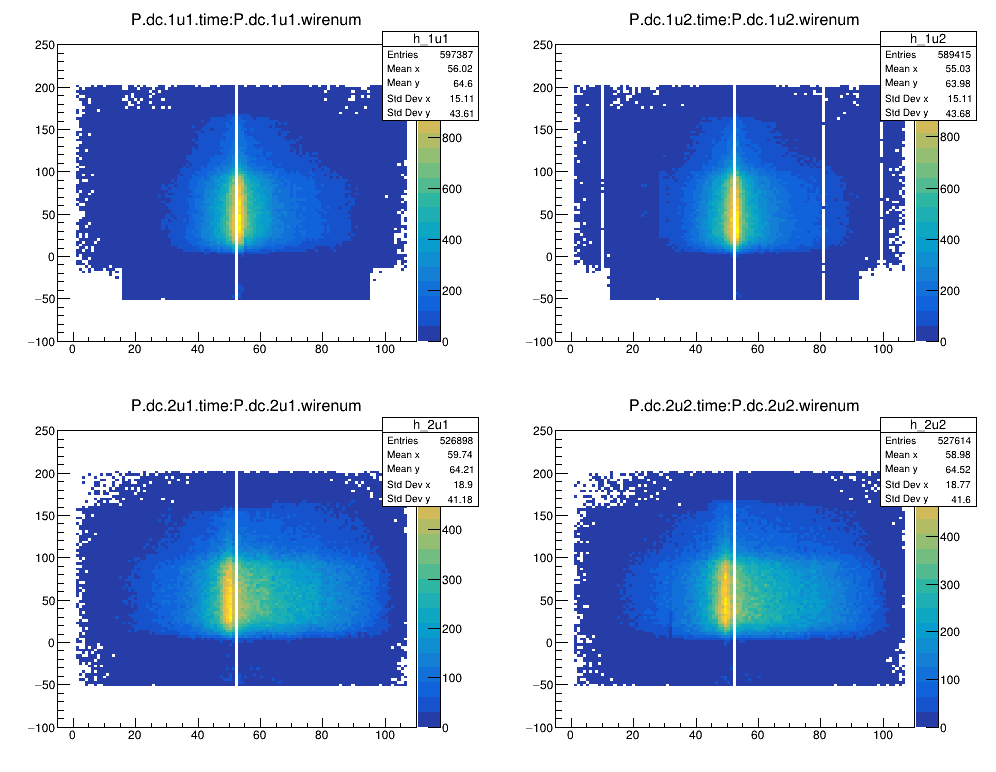 P.dc.1u1.time:P.dc.1u1.wirenum
h_1u1
Entries 597387
Mean x 56.02
Mean y 64.6
Std Dev x 15.11
Std Dev y 43.61
250
200
150
100
50
0
−50
−100
0 20 40 60 80 100
800
600
400
200
0
P.dc.1u2.time:P.dc.1u2.wirenum
h_1u2
Entries 589415
Mean x 55.03
Mean y 63.98
Std Dev x 15.11
Std Dev y 43.68
250
200
150
100
50
0
−50
−100
0 20 40 60 80 100
800
600
400
200
0
P.dc.2u1.time:P.dc.2u1.wirenum
h_2u1
Entries 526898
Mean x 59.74
Mean y 64.21
Std Dev x 18.9
Std Dev y 41.18
250
200
150
100
50
0
−50
−100
0 20 40 60 80 100
400
300
200
100
0
P.dc.2u2.time:P.dc.2u2.wirenum
h_2u2
Entries 527614
Mean x 58.98
Mean y 64.52
Std Dev x 18.77
Std Dev y 41.6
250
200
150
100
50
0
−50
−100
0 20 40 60 80 100
400
300
200
100
0